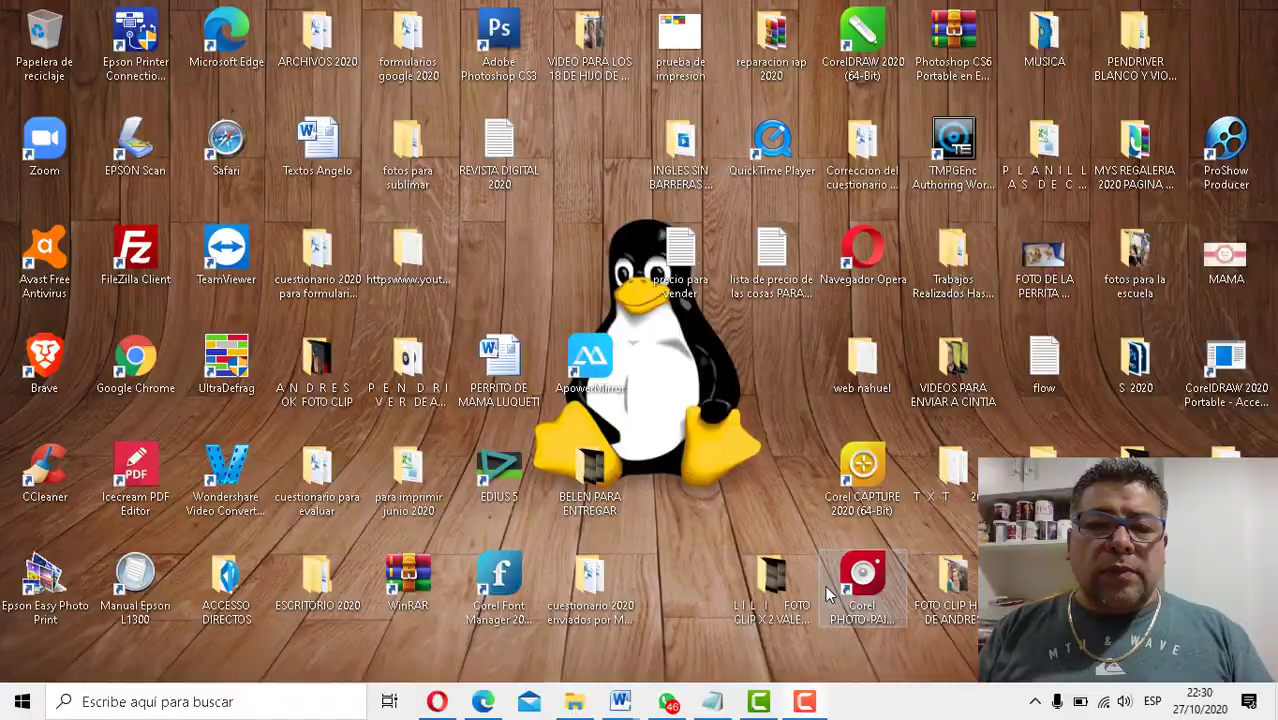 Papelera de
reciclaje
Epson Printer
Connectio...
Microsoft Edge
ARCHIVOS 2020
formularios
google 2020
Ps
Adobe
Photoshop CS3
VIDEO PARA LOS
18 DE HIJO DE ...
prueba de
impresion
reparacion iap
2020
CorelDRAW 2020
(64-Bit)
Photoshop CS6
Portable en E...
MUSICA
PENDRIVER
BLANCO Y VIO...
Zoom
EPSON Scan
Safari
Textos Angelo
fotos para
sublimar
REVISTA DIGITAL
2020
INGLES SIN
BARRERAS ...
QuickTime Player
Correccion del
cuestionario ...
TE
TMPGEnc
Authoring Wor...
P L A N I L L
A S D E C ...
MYS REGALERIA
2020 PAGINA ...
ProShow
Producer
Avast Free
Antivirus
FileZilla Client
TeamViewer
cuestionario 2020
para formulari...
httpswww.yout...
precio para
vender
lista de precio de
las cosas PARA...
Navegador Opera
Trabajos
Realizados Has...
FOTO DE LA
PERRITA ...
fotos para la
escuela
MAMA
Brave
Google Chrome
UltraDefrag
A N D R E S
OK FOTO CLIP
P E N D R I
V E R DE A...
PERRITO DE
MAMA LUQUETI
ApowerMirror
web nahuel
VIDEOS PARA
ENVIAR A CINTIA
flow
S 2020
CorelDRAW 2020
Portable - Acce...
CCleaner
PDF
Icecream PDF
Editor
Wondershare
Video Convert...
cuestionario para
evaluar
para imprimir
junio 2020
EDIUS 5
BELEN PARA
ENTREGAR
Corel CAPTURE
2020 (64-Bit)
T X T 20
Epson Easy Photo
Print
Manual Epson
L1300
ACCESSO
DIRECTOS
ESCRITORIO 2020
WinRAR
Corel Font
Manager 20...
cuestionario 2020
enviados por M...
L I L I FOTO
CLIP X 2 VALE...
Corel
PHOTO-PAI...
FOTO CLIP H
DE ANDRE
MTN & WAVE
Escribe aquí para buscar
46
ESP
22:30
27/10/2020